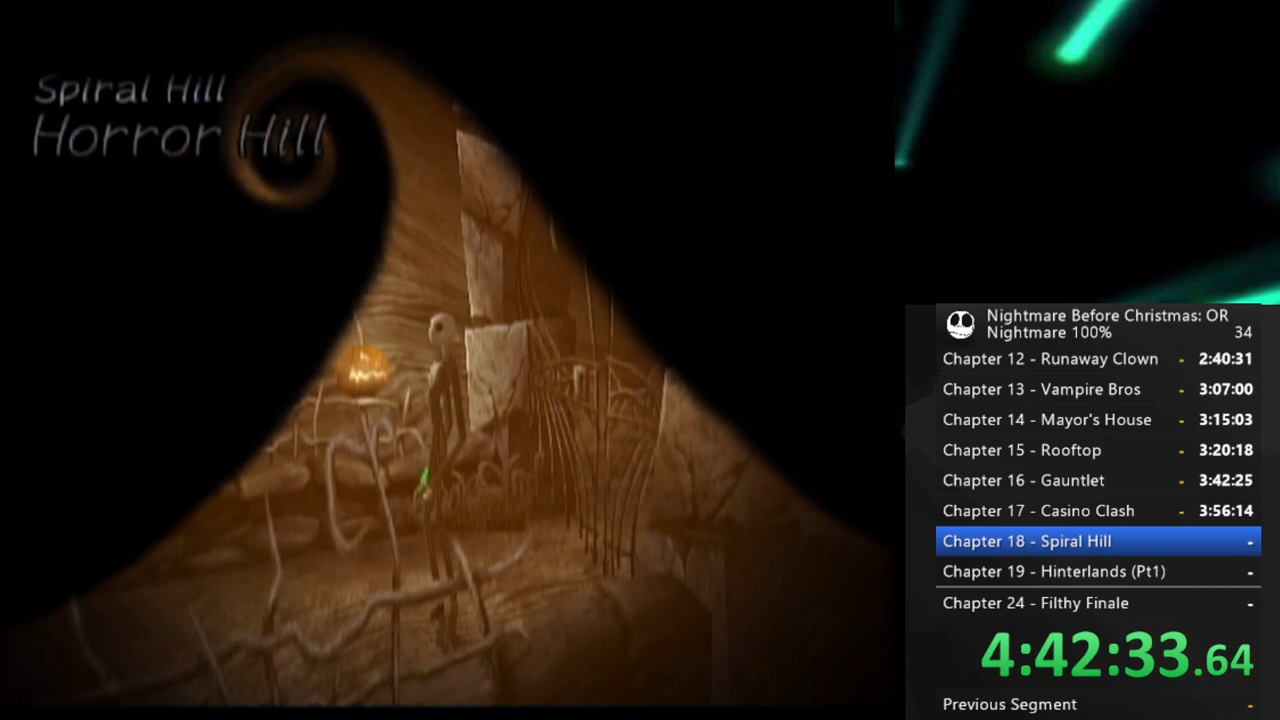 Spiral Hill
Horror Hill
Nightmare Before Christmas: OR
Nightmare 100% 34
Chapter 12 - Runaway Clown - 2:40:31
Chapter 13 - Vampire Bros - 3:07:00
Chapter 14 - Mayor's House - 3:15:03
Chapter 15 - Rooftop - 3:20:18
Chapter 16 - Gauntlet - 3:42:25
Chapter 17 - Casino Clash - 3:56:14
Chapter 18 - Spiral Hill -
Chapter 19 - Hinterlands (Pt1) -
Chapter 24 - Filthy Finale -
4:42:33.64
Previous Segment -